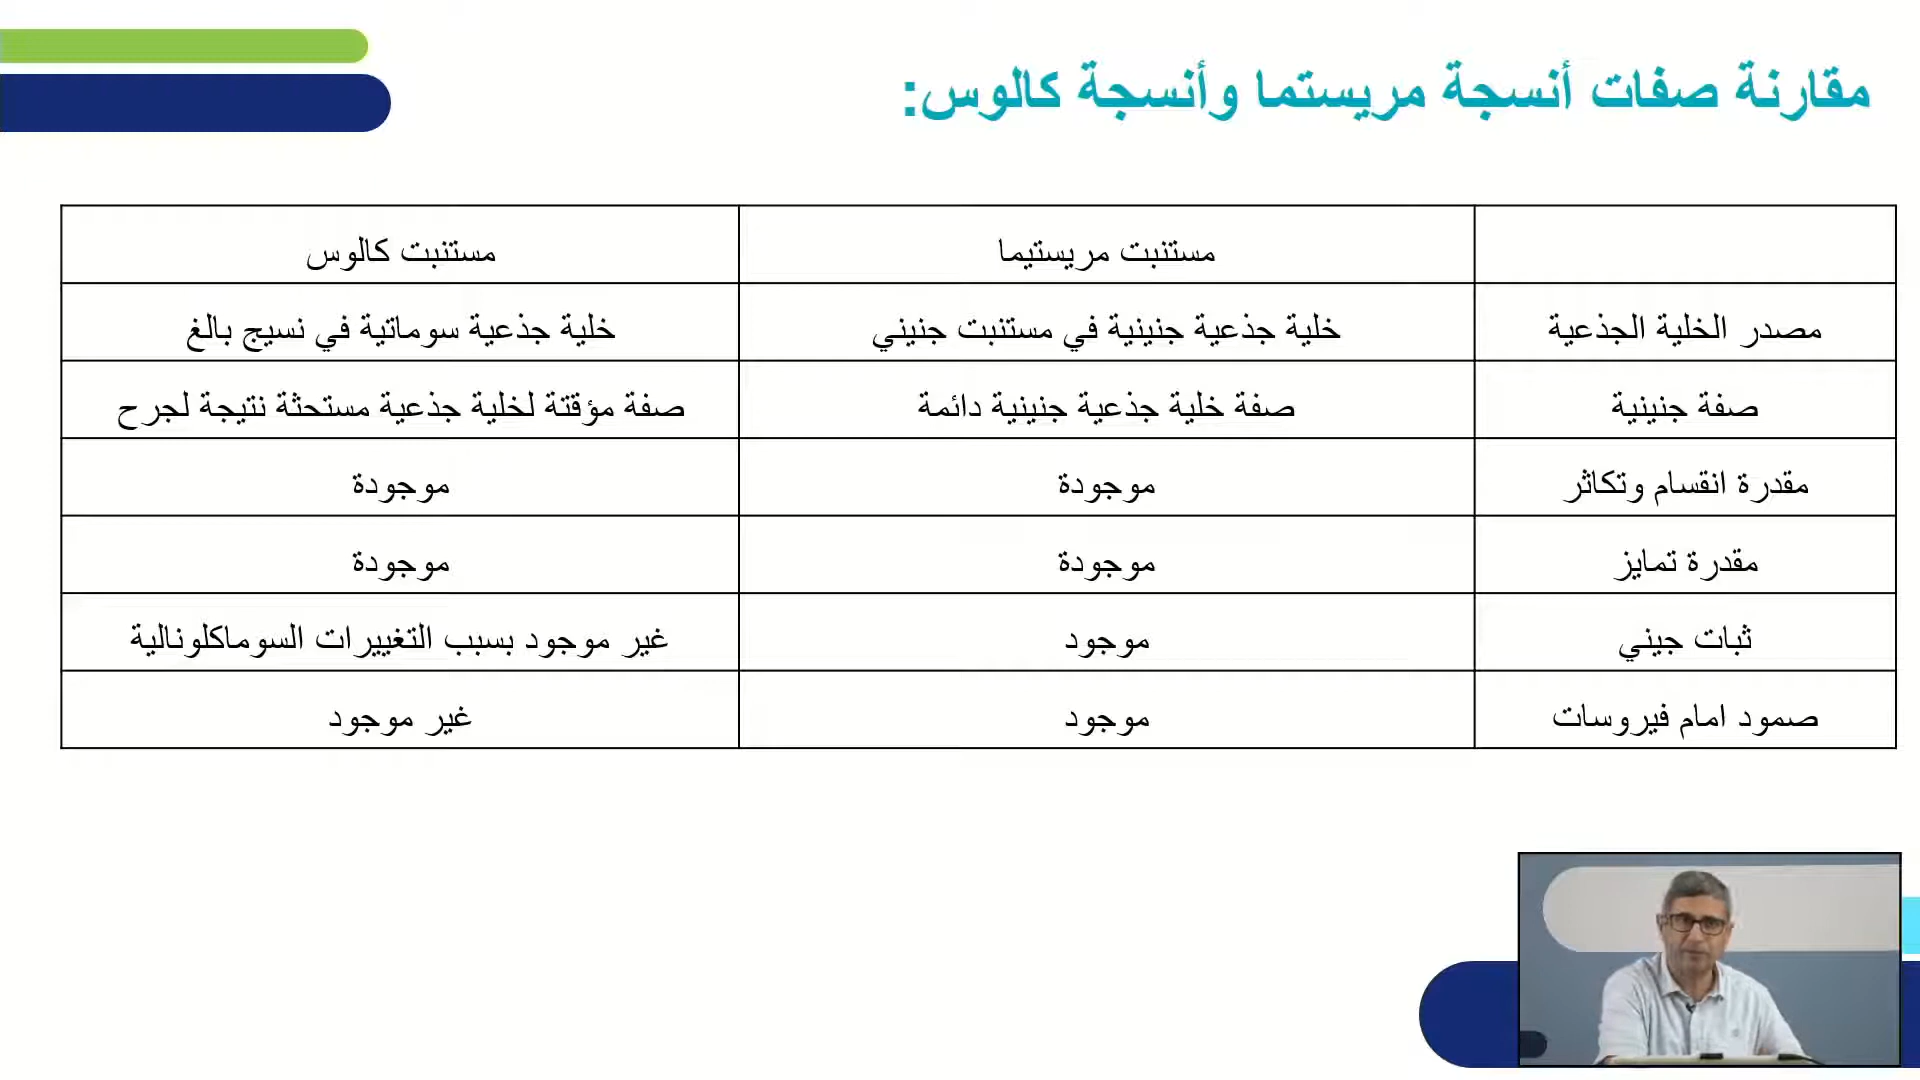 مقارنة صفات أنسجة مريستما وأنسجة كالوس:
مستنبت مريستيما
مستنبت كالوس
مصدر الخلية الجذعية
خلية جذعية جنينية في مستنبت جنيني
خلية جذعية سوماتية في نسيج بالغ
صفة جنينية
صفة خلية جذعية جنينية دائمة
صفة مؤقتة لخلية جذعية مستحثة نتيجة لجرح
مقدرة انقسام وتكاثر
موجودة
موجودة
مقدرة تمايز
موجودة
موجودة
ثبات جيني
موجود
غير موجود بسبب التغييرات السوماكلونالية
صمود امام فيروسات
موجود
غير موجود